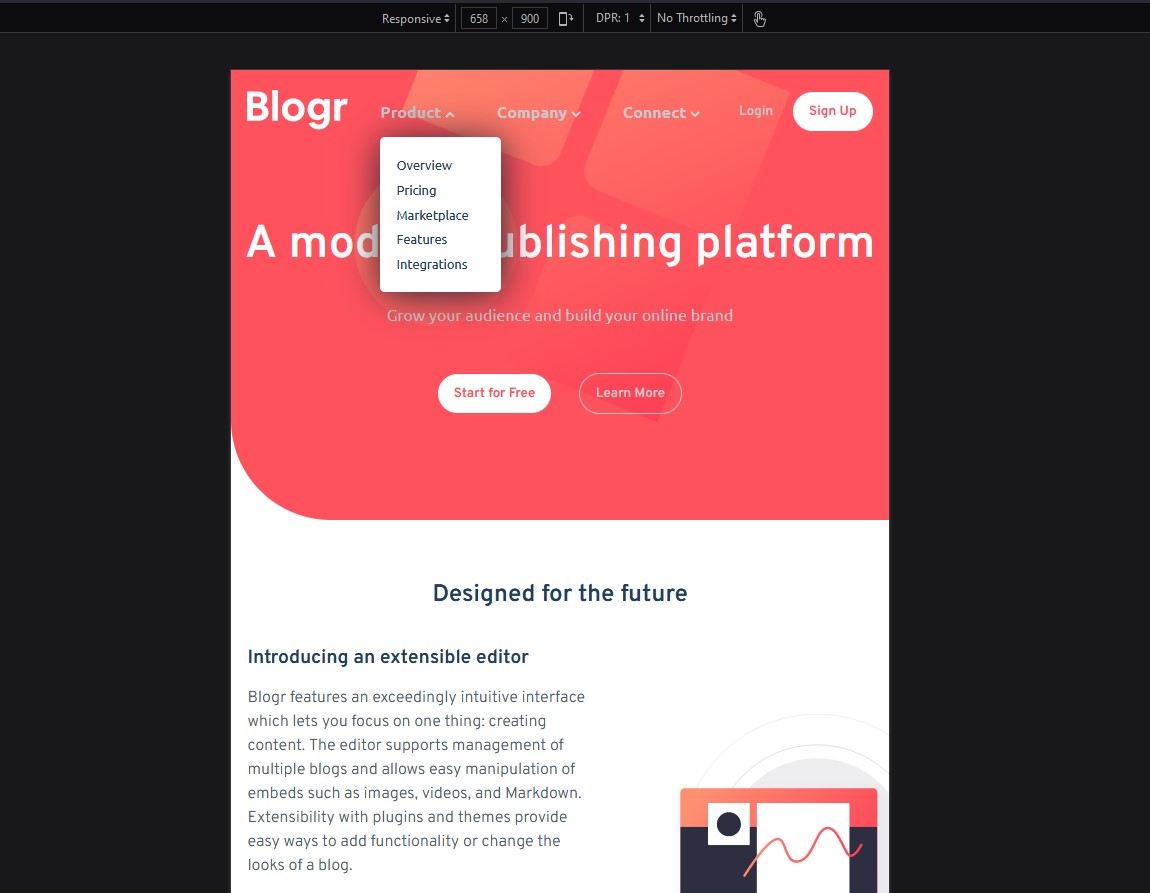 Responsive 658 × 900 DPR: 1 No Throttling
Blogr Product Company Connect Login Sign Up
Overview
Pricing
Marketplace
Features
Integrations
A mod ublishing platform
Grow your audience and build your online brand
Start for Free Learn More
Designed for the future
Introducing an extensible editor
Blogr features an exceedingly intuitive interface
which lets you focus on one thing: creating
content. The editor supports management of
multiple blogs and allows easy manipulation of
embeds such as images, videos, and Markdown.
Extensibility with plugins and themes provide
easy ways to add functionality or change the
looks of a blog.